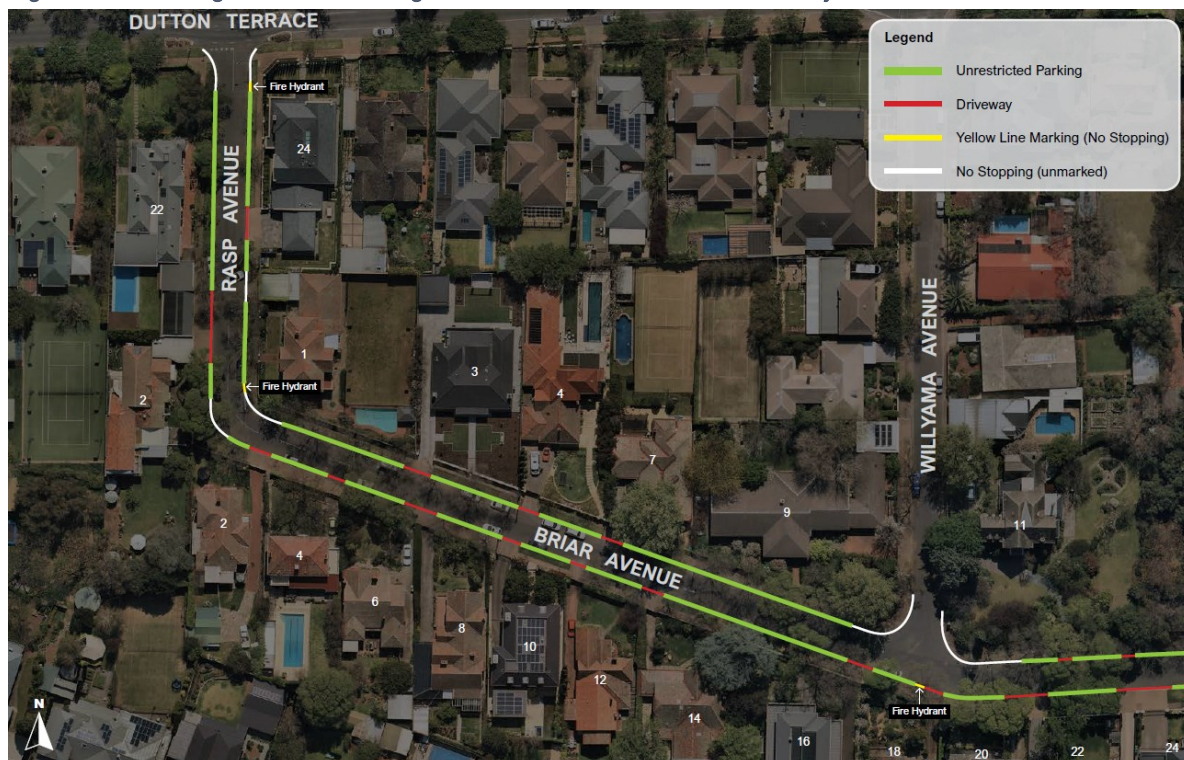 DUTTON TERRACE
Legend
Unrestricted Parking
Driveway
Yellow Line Marking (No Stopping)
No Stopping (unmarked)
Fire Hydrant
24
22
RASP AVENUE
WILLYAMA AVENUE
1
3
4
2
Fire Hydrant
7
9
11
BRIAR AVENUE
2
4
6
8
10
12
14
16
18
20
22
24
Fire Hydrant
N